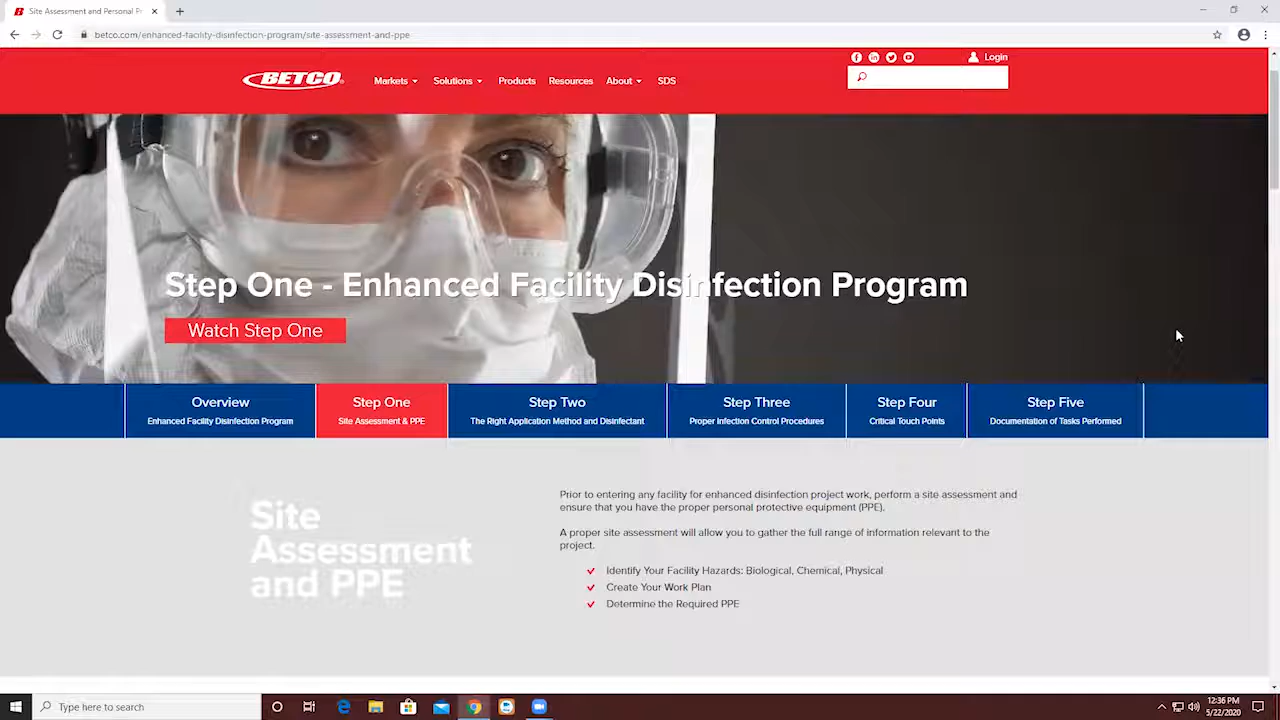 Site Assessment and Personal Pr
betco.com/enhanced-facility-disinfection-program/site-assessment-and-ppe
BETCO
Markets
Solutions
Products
Resources
About
SDS
Login
Step One - Enhanced Facility Disinfection Program
Watch Step One
Overview
Enhanced Facility Disinfection Program
Step One
Site Assessment & PPE
Step Two
The Right Application Method and Disinfectant
Step Three
Proper Infection Control Procedures
Step Four
Critical Touch Points
Step Five
Documentation of Tasks Performed
Site
Assessment
and PPE
Prior to entering any facility for enhanced disinfection project work, perform a site assessment and
ensure that you have the proper personal protective equipment (PPE).
A proper site assessment will allow you to gather the full range of information relevant to the
project.
Identify Your Facility Hazards: Biological, Chemical, Physical
Create Your Work Plan
Determine the Required PPE
Type here to search
12:36 PM
5/22/2020